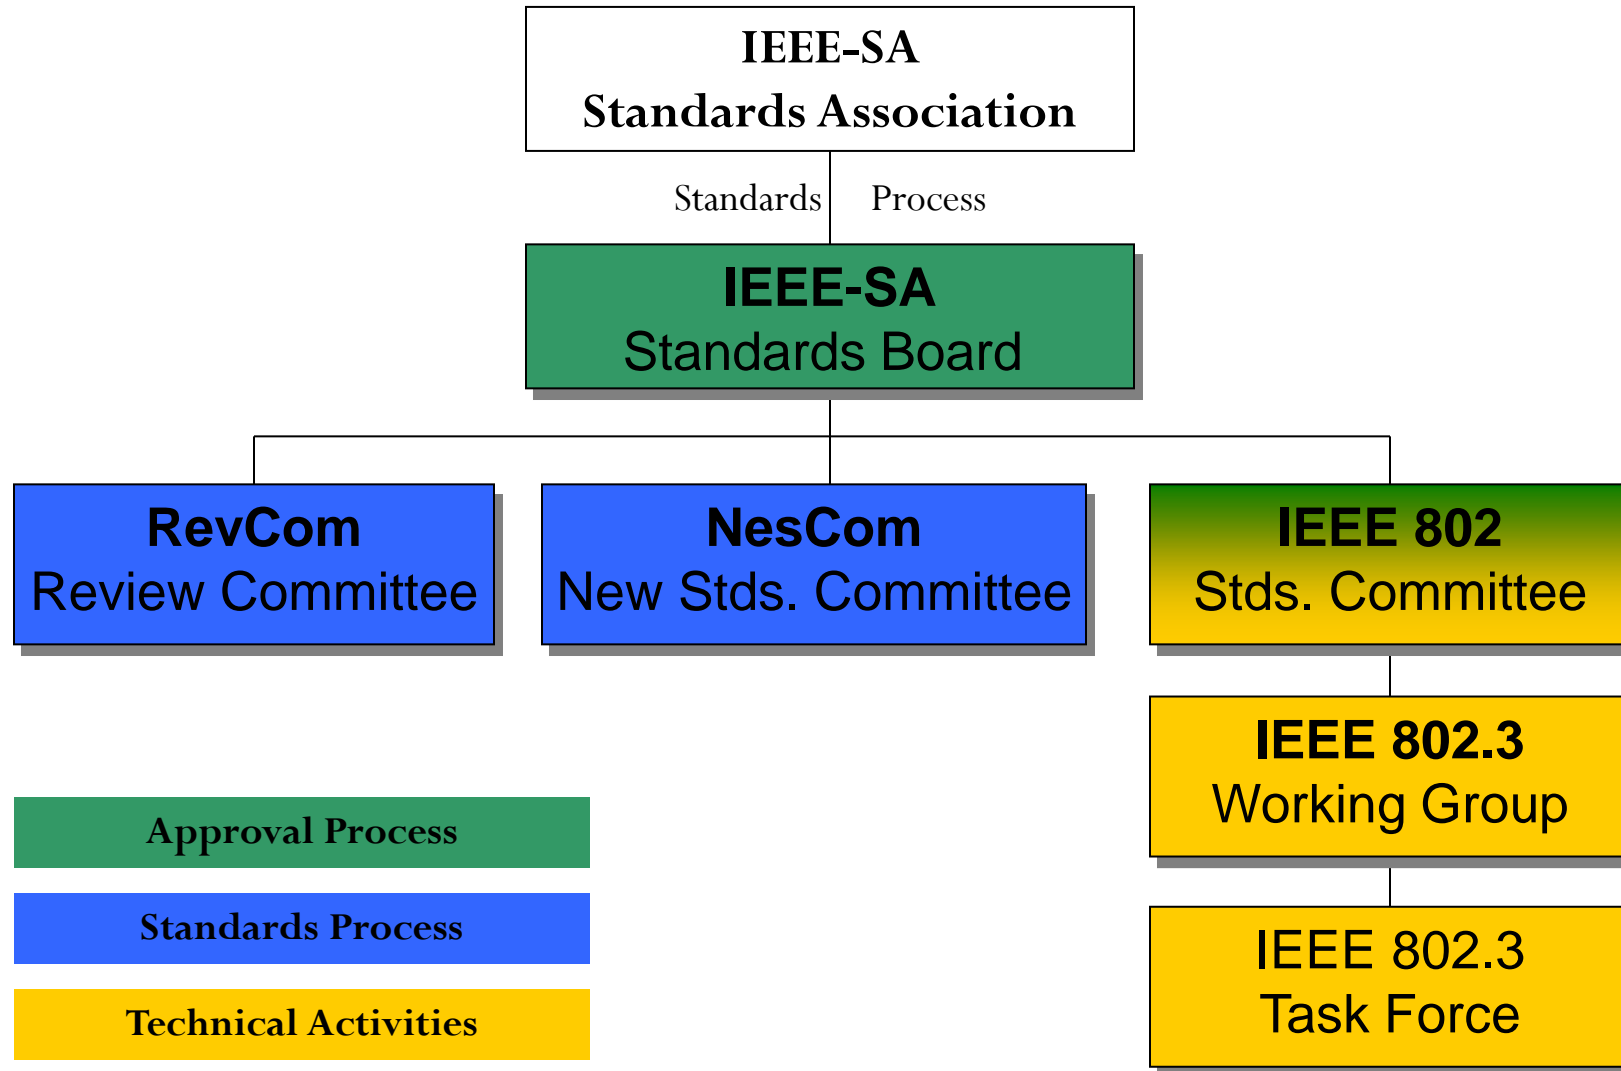 IEEE-SA
Standards Association
Standards Process
IEEE-SA
Standards Board
RevCom
Review Committee
NesCom
New Stds. Committee
IEEE 802
Stds. Committee
IEEE 802.3
Working Group
IEEE 802.3
Task Force
Approval Process
Standards Process
Technical Activities